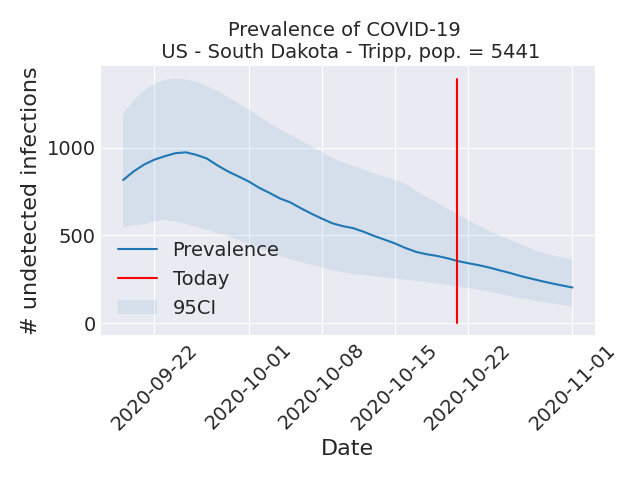 Prevalence of COVID-19
US - South Dakota - Tripp, pop. = 5441
# undetected infections
1000
500
0
Prevalence
Today
95CI
2020-09-22
2020-10-01
2020-10-08
2020-10-15
2020-10-22
2020-11-01
Date